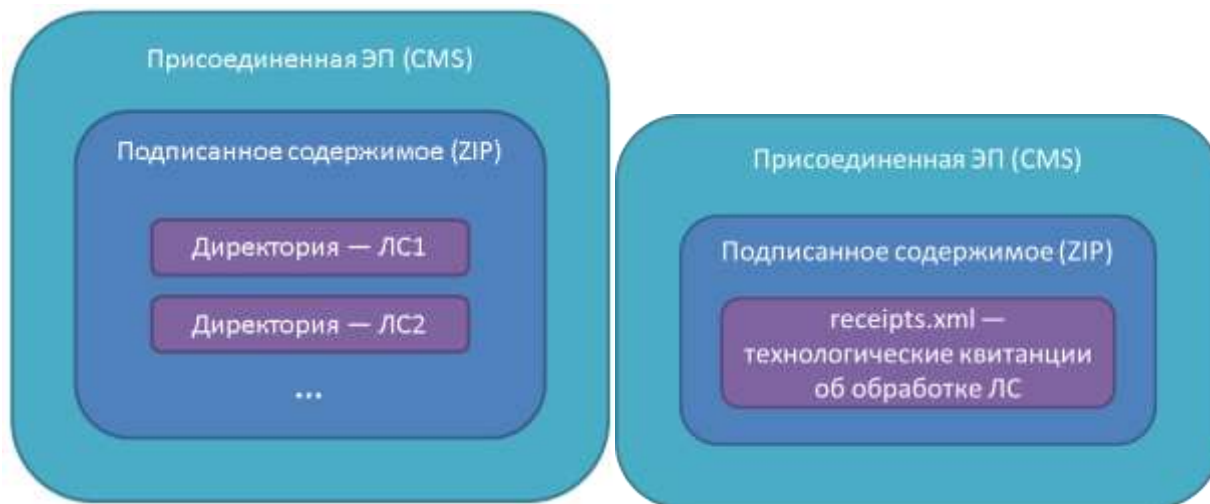 Присоединенная ЭП (CMS)
Подписанное содержимое (ZIP)
Директория — ЛС1
Директория — ЛС2
...
Присоединенная ЭП (CMS)
Подписанное содержимое (ZIP)
receipts.xml —
технологические квитанции
об обработке ЛС